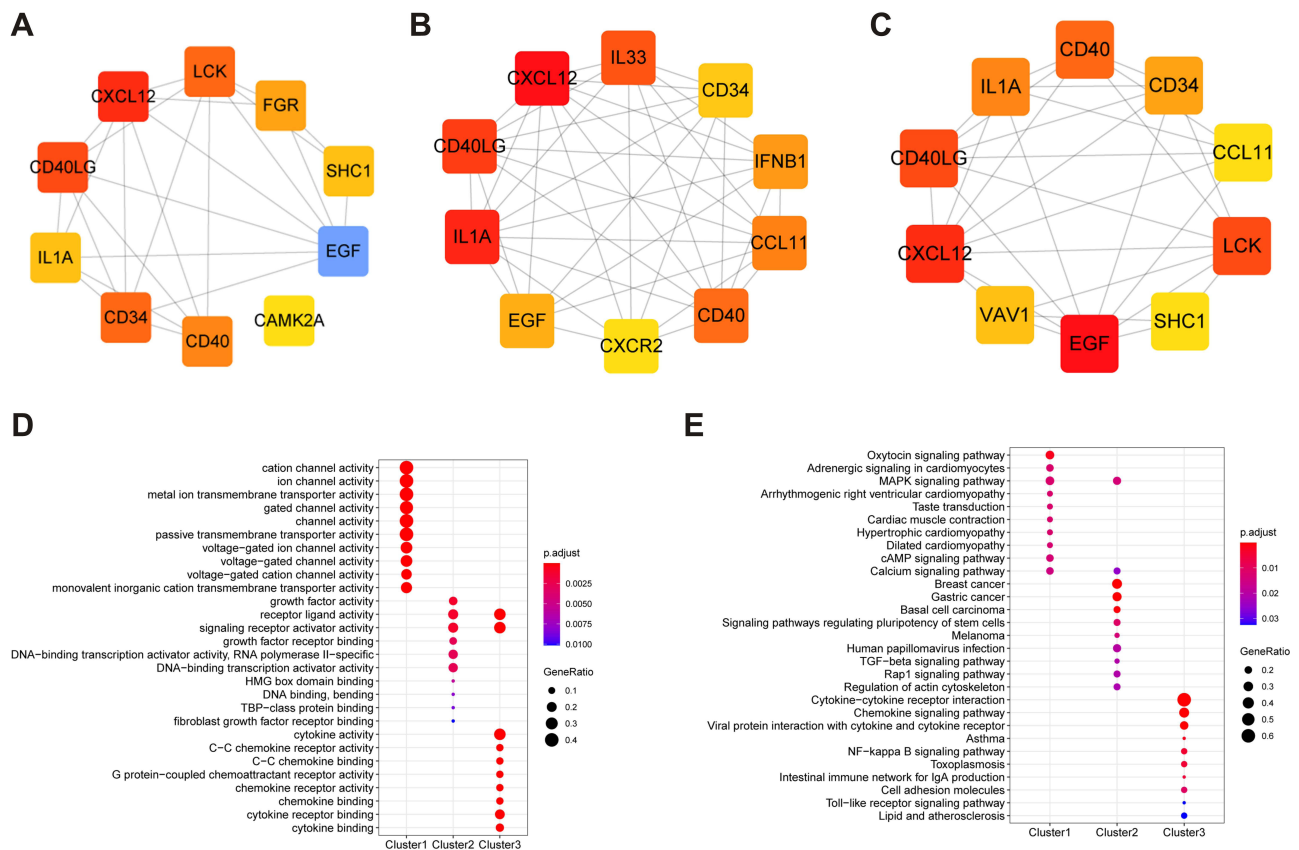 A
LCK
CXCL12
FGR
CD40LG
SHC1
IL1A
EGF
CD34
CAMK2A
CD40
B
IL33
CXCL12
CD34
CD40LG
IFNB1
IL1A
CCL11
EGF
CD40
CXCR2
C
CD40
IL1A
CD34
CD40LG
CCL11
CXCL12
LCK
VAV1
SHC1
EGF
D
cation channel activity
ion channel activity
metal ion transmembrane transporter activity
gated channel activity
channel activity
passive transmembrane transporter activity
voltage−gated ion channel activity
voltage−gated channel activity
voltage−gated cation channel activity
monovalent inorganic cation transmembrane transporter activity
growth factor activity
receptor ligand activity
signaling receptor activator activity
growth factor receptor binding
DNA−binding transcription activator activity, RNA polymerase II−specific
DNA−binding transcription activator activity
HMG box domain binding
DNA binding, bending
TBP−class protein binding
fibroblast growth factor receptor binding
cytokine activity
C−C chemokine receptor activity
C−C chemokine binding
G protein−coupled chemoattractant receptor activity
chemokine receptor activity
chemokine binding
cytokine receptor binding
cytokine binding
Cluster1 Cluster2 Cluster3
p.adjust
0.0025
0.0050
0.0075
0.0100
GeneRatio
0.1
0.2
0.3
0.4
E
Oxytocin signaling pathway
Adrenergic signaling in cardiomyocytes
MAPK signaling pathway
Arrhythmogenic right ventricular cardiomyopathy
Taste transduction
Cardiac muscle contraction
Hypertrophic cardiomyopathy
Dilated cardiomyopathy
cAMP signaling pathway
Calcium signaling pathway
Breast cancer
Gastric cancer
Basal cell carcinoma
Signaling pathways regulating pluripotency of stem cells
Melanoma
Human papillomavirus infection
TGF−beta signaling pathway
Rap1 signaling pathway
Regulation of actin cytoskeleton
Cytokine−cytokine receptor interaction
Chemokine signaling pathway
Viral protein interaction with cytokine and cytokine receptor
Asthma
NF−kappa B signaling pathway
Toxoplasmosis
Intestinal immune network for IgA production
Cell adhesion molecules
Toll−like receptor signaling pathway
Lipid and atherosclerosis
Cluster1 Cluster2 Cluster3
p.adjust
0.01
0.02
0.03
GeneRatio
0.2
0.3
0.4
0.5
0.6